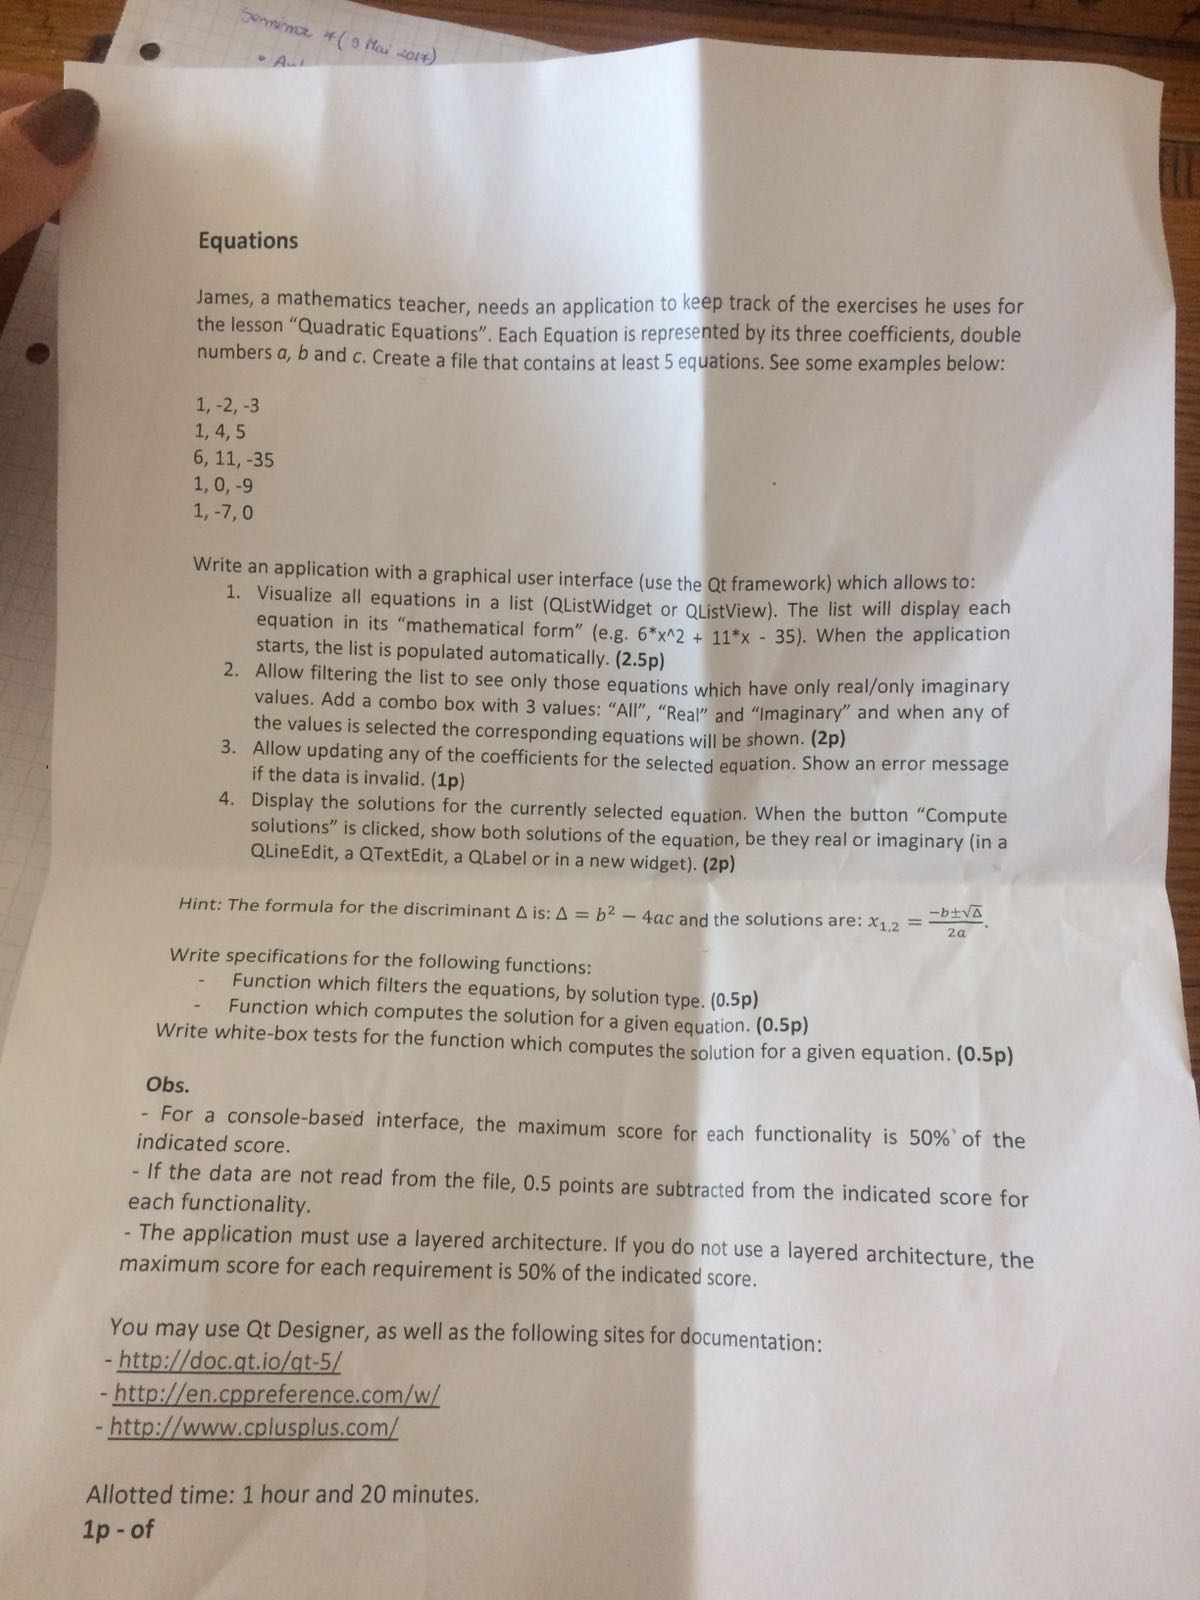 Seminar 7 (9 Mai 2017)
Equations
James, a mathematics teacher, needs an application to keep track of the exercises he uses for
the lesson “Quadratic Equations”. Each Equation is represented by its three coefficients, double
numbers a, b and c. Create a file that contains at least 5 equations. See some examples below:
1, -2, -3
1, 4, 5
6, 11, -35
1, 0, -9
1, -7, 0
Write an application with a graphical user interface (use the Qt framework) which allows to:
1. Visualize all equations in a list (QListWidget or QListView). The list will display each
equation in its “mathematical form” (e.g. 6*x^2 + 11*x - 35). When the application
starts, the list is populated automatically. (2.5p)
2. Allow filtering the list to see only those equations which have only real/only imaginary
values. Add a combo box with 3 values: “All”, “Real” and “Imaginary” and when any of
the values is selected the corresponding equations will be shown. (2p)
3. Allow updating any of the coefficients for the selected equation. Show an error message
if the data is invalid. (1p)
4. Display the solutions for the currently selected equation. When the button “Compute
solutions” is clicked, show both solutions of the equation, be they real or imaginary (in a
QLineEdit, a QTextEdit, a QLabel or in a new widget). (2p)
Hint: The formula for the discriminant Δ is: Δ = b² − 4ac and the solutions are: x₁,₂ = (−b±√Δ)/2a.
Write specifications for the following functions:
- Function which filters the equations, by solution type. (0.5p)
- Function which computes the solution for a given equation. (0.5p)
Write white-box tests for the function which computes the solution for a given equation. (0.5p)
Obs.
- For a console-based interface, the maximum score for each functionality is 50% of the
indicated score.
- If the data are not read from the file, 0.5 points are subtracted from the indicated score for
each functionality.
- The application must use a layered architecture. If you do not use a layered architecture, the
maximum score for each requirement is 50% of the indicated score.
You may use Qt Designer, as well as the following sites for documentation:
- http://doc.qt.io/qt-5/
- http://en.cppreference.com/w/
- http://www.cplusplus.com/
Allotted time: 1 hour and 20 minutes.
1p - of